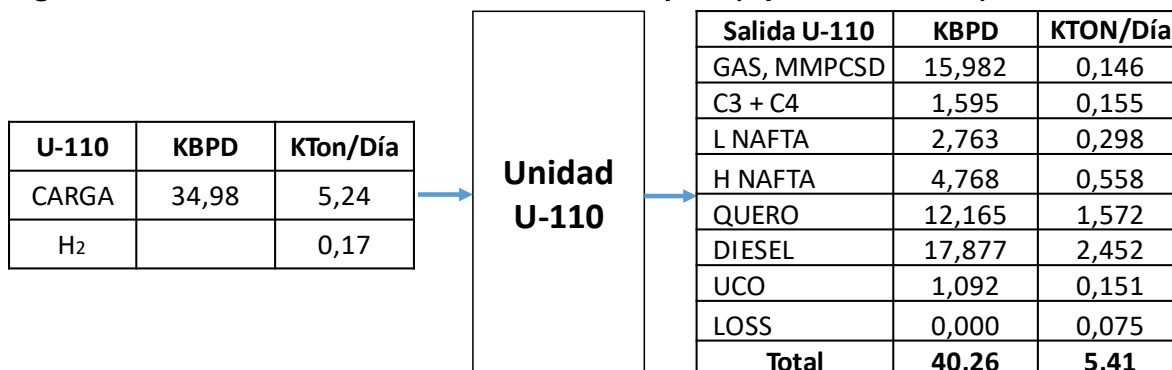 U-110 KBPD KTon/Día
CARGA 34,98 5,24
H2 0,17
Unidad
U-110
Salida U-110 KBPD KTON/Día
GAS, MMPCSD 15,982 0,146
C3 + C4 1,595 0,155
L NAFTA 2,763 0,298
H NAFTA 4,768 0,558
QUERO 12,165 1,572
DIESEL 17,877 2,452
UCO 1,092 0,151
LOSS 0,000 0,075
Total 40,26 5,41